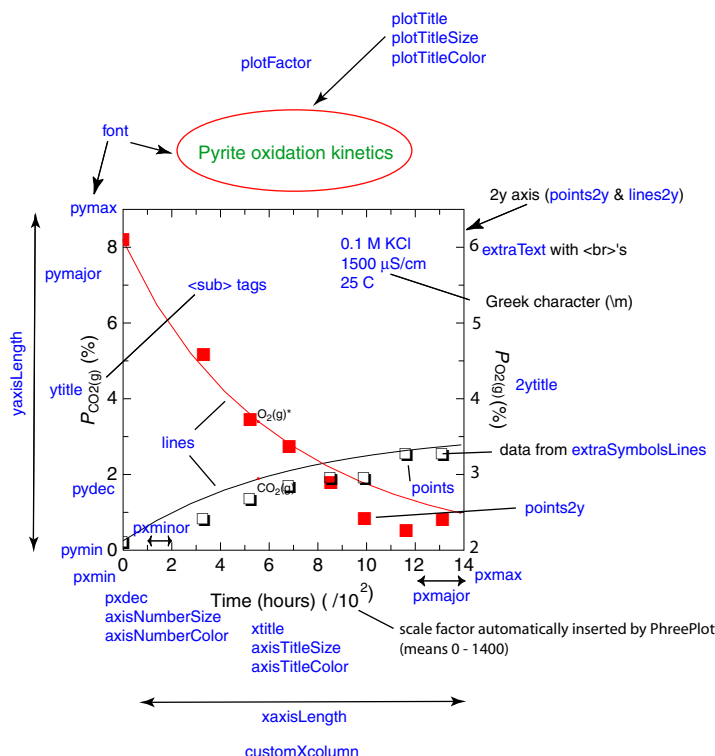 plotTitle
plotTitleSize
plotTitleColor
plotFactor
font
Pyrite oxidation kinetics
pymax
2y axis (points2y & lines2y)
8
6
0.1 M KCl
1500 µS/cm
25 C
extraText with <br>'s
pymajor
<sub> tags
Greek character (\m)
6
5
yaxisLength
PCO2(g) (%)
PO2(g) (%)
ytitle
2ytitle
4
4
O2(g)*
lines
data from extraSymbolsLines
2
3
CO2(g)
points
pydec
points2y
pxminor
pymin
0
2
0
2
4
6
8
10
12
14
pxmin
pxmax
pxmajor
pxdec
axisNumberSize
axisNumberColor
Time (hours) ( /10^2)
xtitle
axisTitleSize
axisTitleColor
scale factor automatically inserted by PhreePlot
(means 0 - 1400)
xaxisLength
customXcolumn